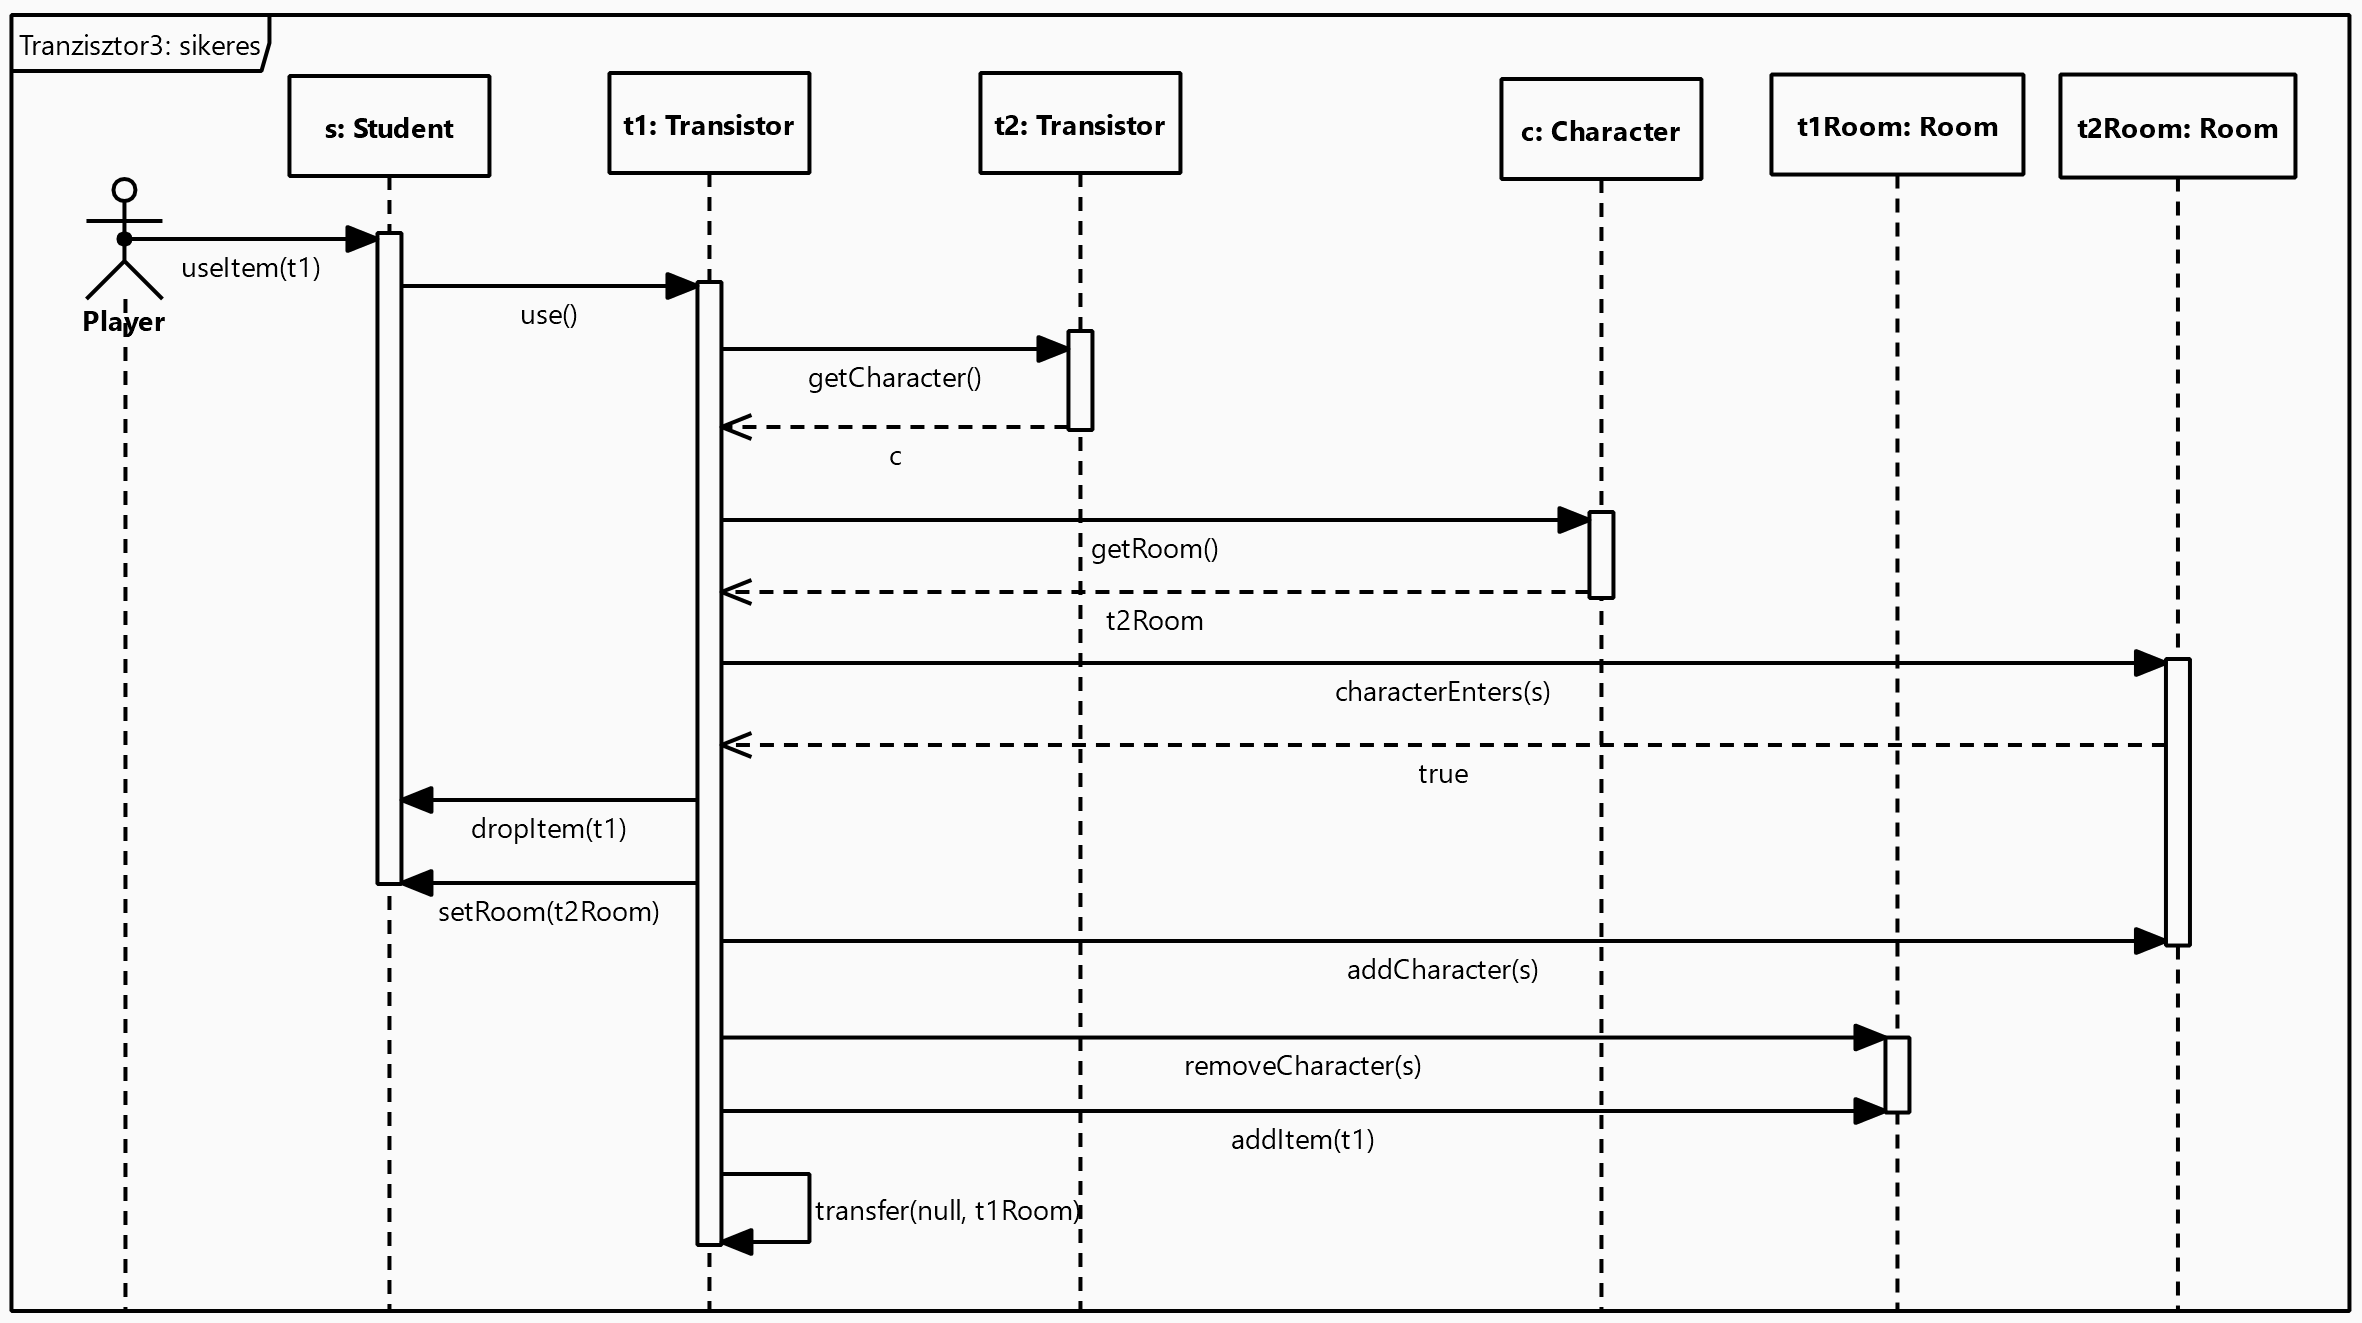 Tranzisztor3: sikeres
s: Student
t1: Transistor
t2: Transistor
c: Character
t1Room: Room
t2Room: Room
Player
useItem(t1)
use()
getCharacter()
c
getRoom()
t2Room
characterEnters(s)
true
dropItem(t1)
setRoom(t2Room)
addCharacter(s)
removeCharacter(s)
addItem(t1)
transfer(null, t1Room)